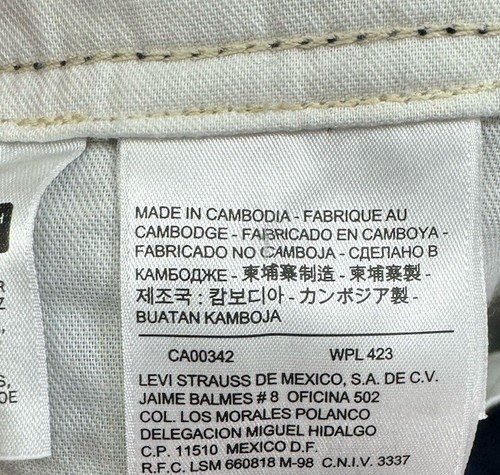 MADE IN CAMBODIA - FABRIQUE AU
CAMBODGE - FABRICADO EN CAMBOYA -
FABRICADO NO CAMBOJA - СДЕЛАНО В
КАМБОДЖЕ - 柬埔寨制造 - 柬埔寨製 -
제조국 : 캄보디아 - カンボジア製 -
BUATAN KAMBOJA
CA00342 WPL 423
LEVI STRAUSS DE MEXICO, S.A. DE C.V.
JAIME BALMES # 8 OFICINA 502
COL. LOS MORALES POLANCO
DELEGACION MIGUEL HIDALGO
C.P. 11510 MEXICO D.F.
R.F.C. LSM 660818 M-98 C.N.I.V. 3337